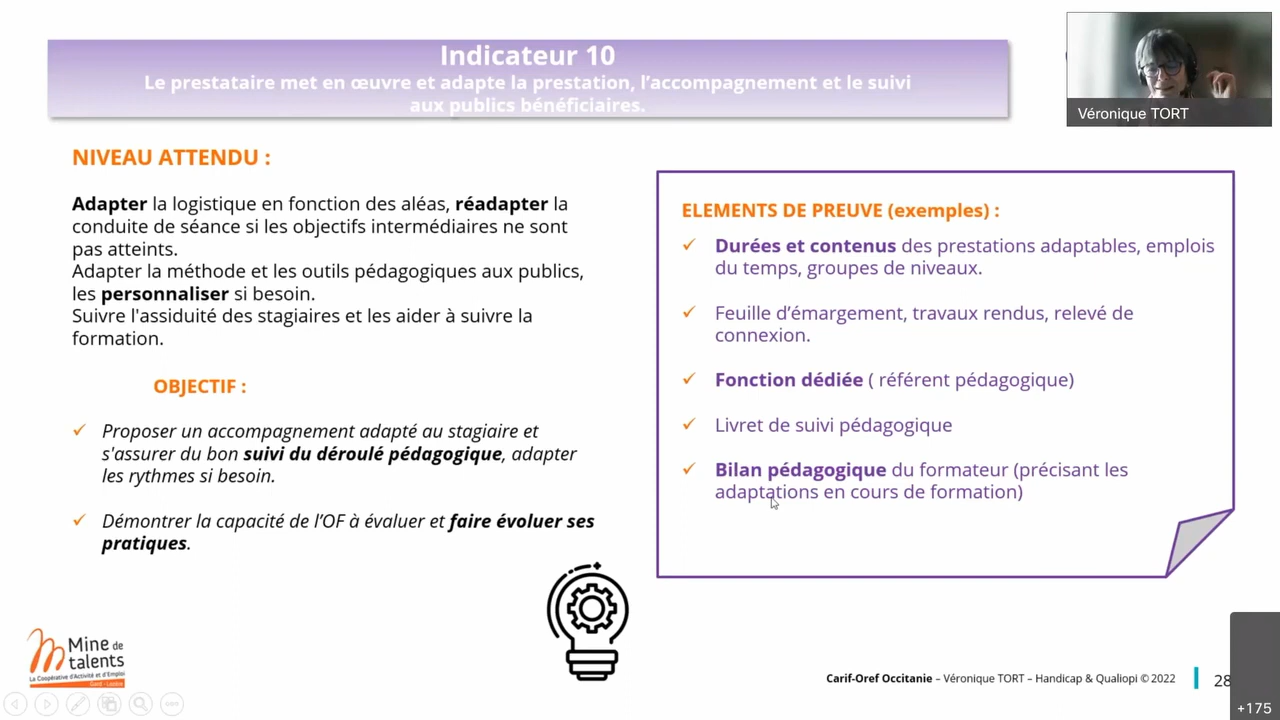 Indicateur 10
Le prestataire met en œuvre et adapte la prestation, l’accompagnement et le suivi
aux publics bénéficiaires.
Véronique TORT
NIVEAU ATTENDU :
Adapter la logistique en fonction des aléas, réadapter la
conduite de séance si les objectifs intermédiaires ne sont
pas atteints.
Adapter la méthode et les outils pédagogiques aux publics,
les personnaliser si besoin.
Suivre l'assiduité des stagiaires et les aider à suivre la
formation.
OBJECTIF :
Proposer un accompagnement adapté au stagiaire et
s'assurer du bon suivi du déroulé pédagogique, adapter
les rythmes si besoin.
Démontrer la capacité de l’OF à évaluer et faire évoluer ses
pratiques.
ELEMENTS DE PREUVE (exemples) :
Durées et contenus des prestations adaptables, emplois
du temps, groupes de niveaux.
Feuille d’émargement, travaux rendus, relevé de
connexion.
Fonction dédiée ( référent pédagogique)
Livret de suivi pédagogique
Bilan pédagogique du formateur (précisant les
adaptations en cours de formation)
Mine de
talents
La Coopérative d'Activité et d'Emploi
Gard - Lozère
Carif-Oref Occitanie – Véronique TORT – Handicap & Qualiopi © 2022
28
+175